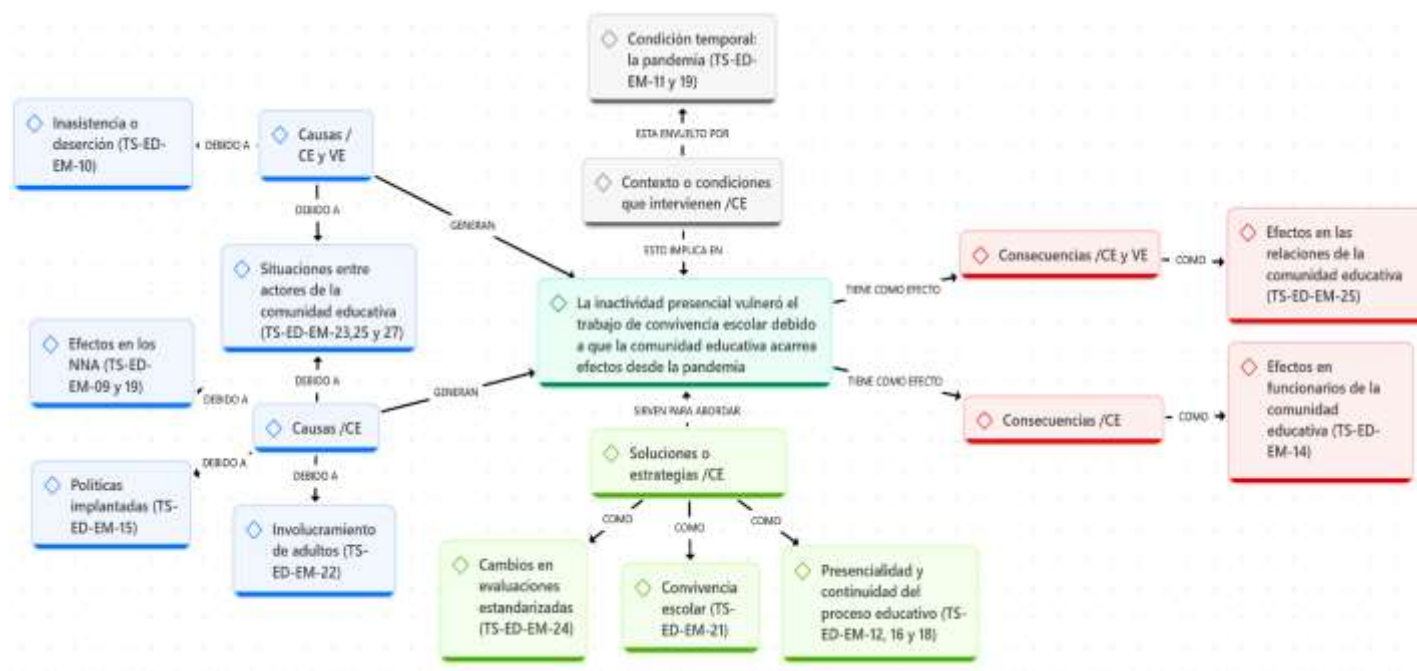 Condición temporal:
la pandemia (TS-ED-
EM-11 y 19)
ESTA ENVUELTO POR
Contexto o condiciones
que intervienen /CE
ESTO IMPLICA EN
Inasistencia o
deserción (TS-ED-
EM-10)
DEBIDO A
Causas /
CE y VE
DEBIDO A
GENERAN
Situaciones entre
actores de la
comunidad educativa
(TS-ED-EM-23,25 y 27)
Efectos en los
NNA (TS-ED-
EM-09 y 19)
DEBIDO A
DEBIDO A
Causas /CE
GENERAN
DEBIDO A
DEBIDO A
Políticas
implantadas (TS-
ED-EM-15)
Involucramiento
de adultos (TS-
ED-EM-22)
La inactividad presencial vulneró el
trabajo de convivencia escolar debido
a que la comunidad educativa acarrea
efectos desde la pandemia
TIENE COMO EFECTO
Consecuencias /CE y VE
COMO
Efectos en las
relaciones de la
comunidad educativa
(TS-ED-EM-25)
TIENE COMO EFECTO
Consecuencias /CE
COMO
Efectos en
funcionarios de la
comunidad
educativa (TS-ED-
EM-14)
SIRVEN PARA ABORDAR
Soluciones o
estrategias /CE
COMO
COMO
COMO
Cambios en
evaluaciones
estandarizadas
(TS-ED-EM-24)
Convivencia
escolar (TS-
ED-EM-21)
Presencialidad y
continuidad del
proceso educativo (TS-
ED-EM-12, 16 y 18)